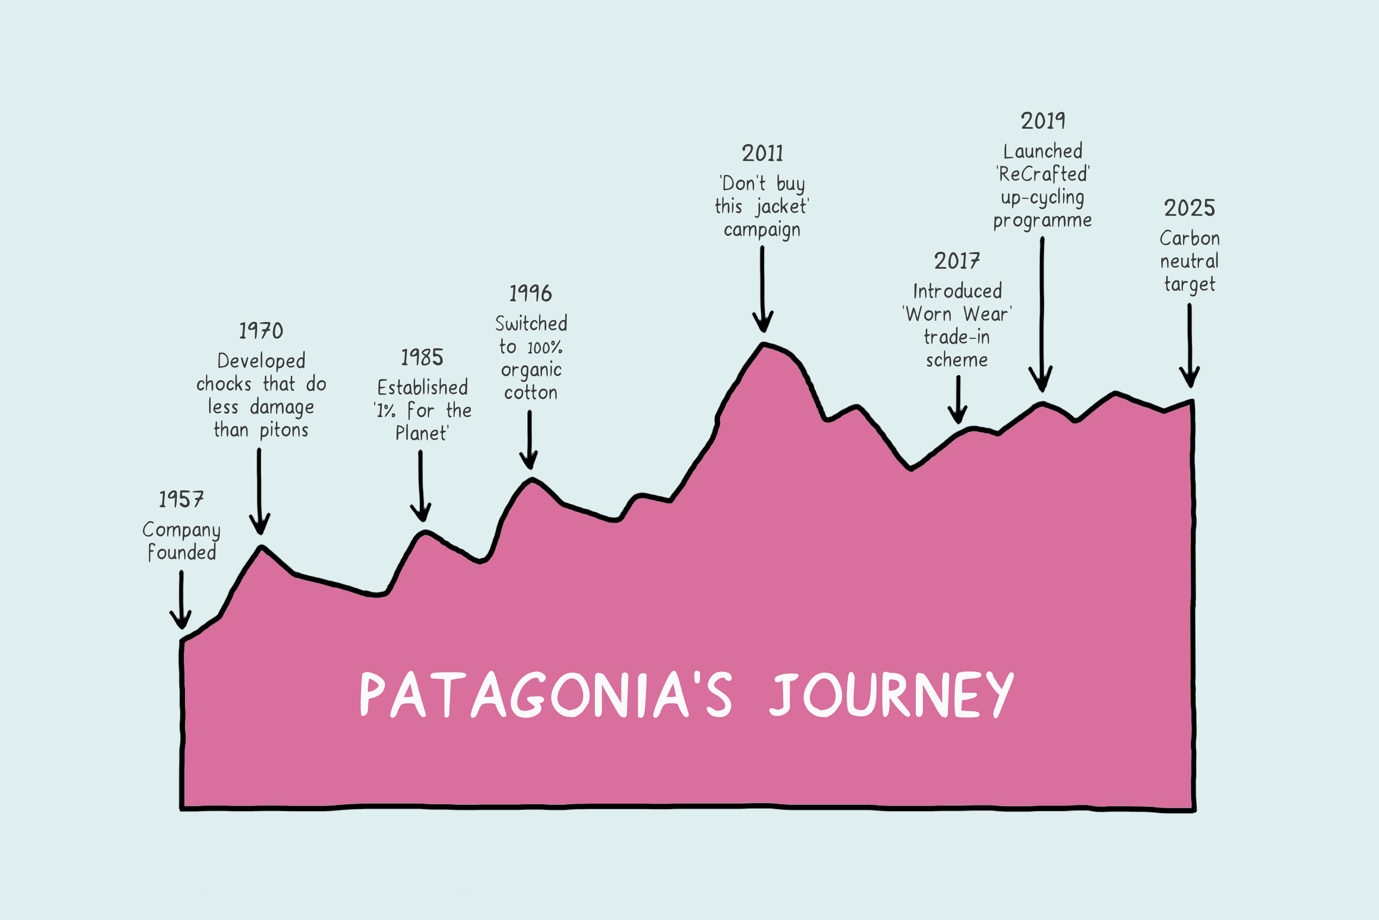 1957
Company
founded
1970
Developed
chocks that do
less damage
than pitons
1985
Established
'1% for the
Planet'
1996
Switched
to 100%
organic
cotton
2011
'Don't buy
this jacket'
campaign
2017
Introduced
'Worn Wear'
trade-in
scheme
2019
Launched
'ReCrafted'
up-cycling
programme
2025
Carbon
neutral
target
PATAGONIA'S JOURNEY